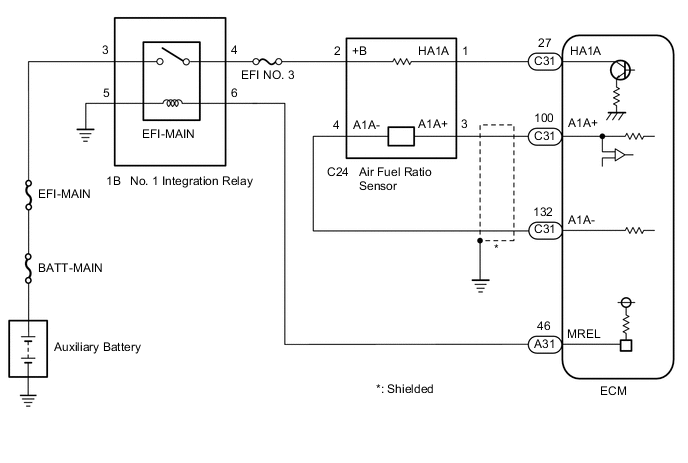 3
4
EFI NO. 3
5
6
EFI-MAIN
1B No. 1 Integration Relay
EFI-MAIN
BATT-MAIN
Auxiliary Battery
2
+B
HA1A
1
4
A1A-
A1A+
3
C24 Air Fuel Ratio
Sensor
27
C31
HA1A
100
C31
A1A+
132
C31
A1A-
*
46
A31
MREL
*: Shielded
ECM